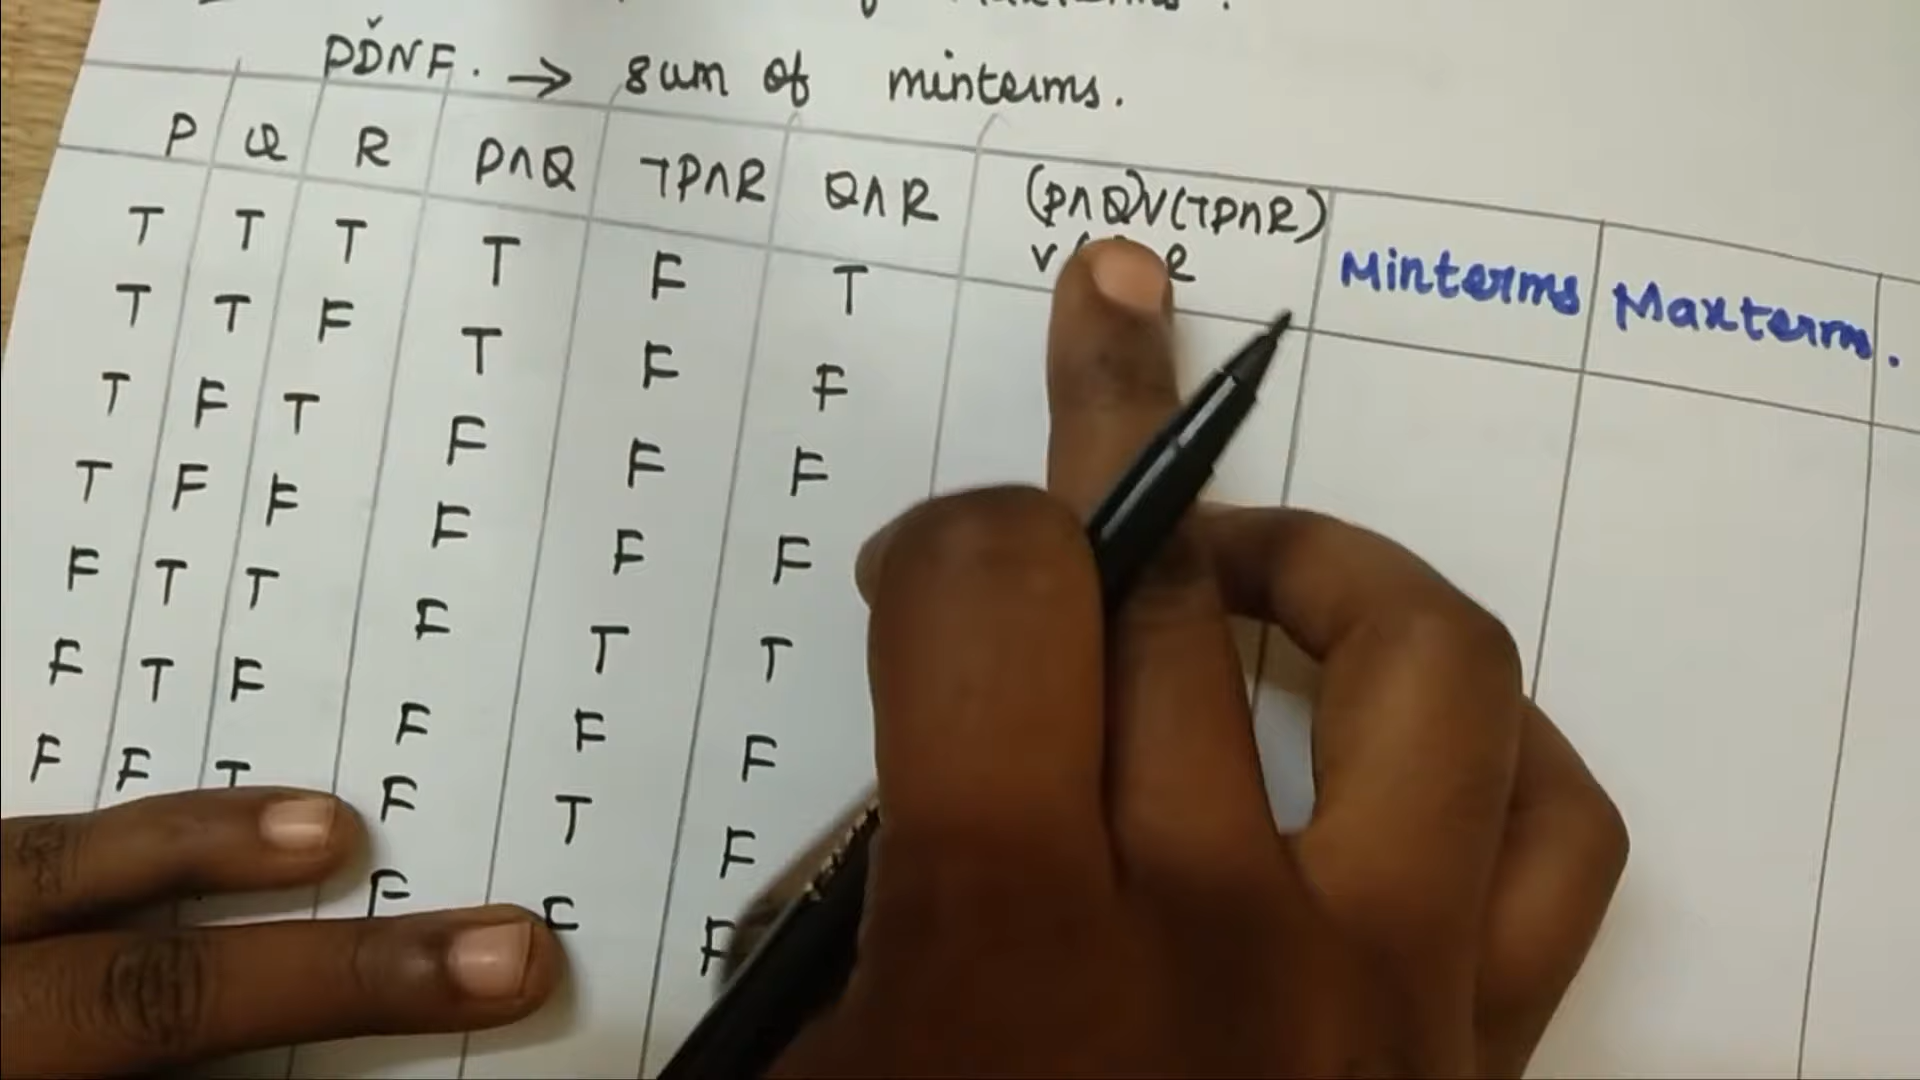 PDNF. → sum of minterms.
P Q R P∧Q ¬P∧R Q∧R (P∧Q)∨(¬P∧R) Minterms Maxterm.
∨ R
T T T T F T
T T F T F F
T F T F F F
T F F F F F
F T T F T T
F T F F F F
F F T F T F
F F F